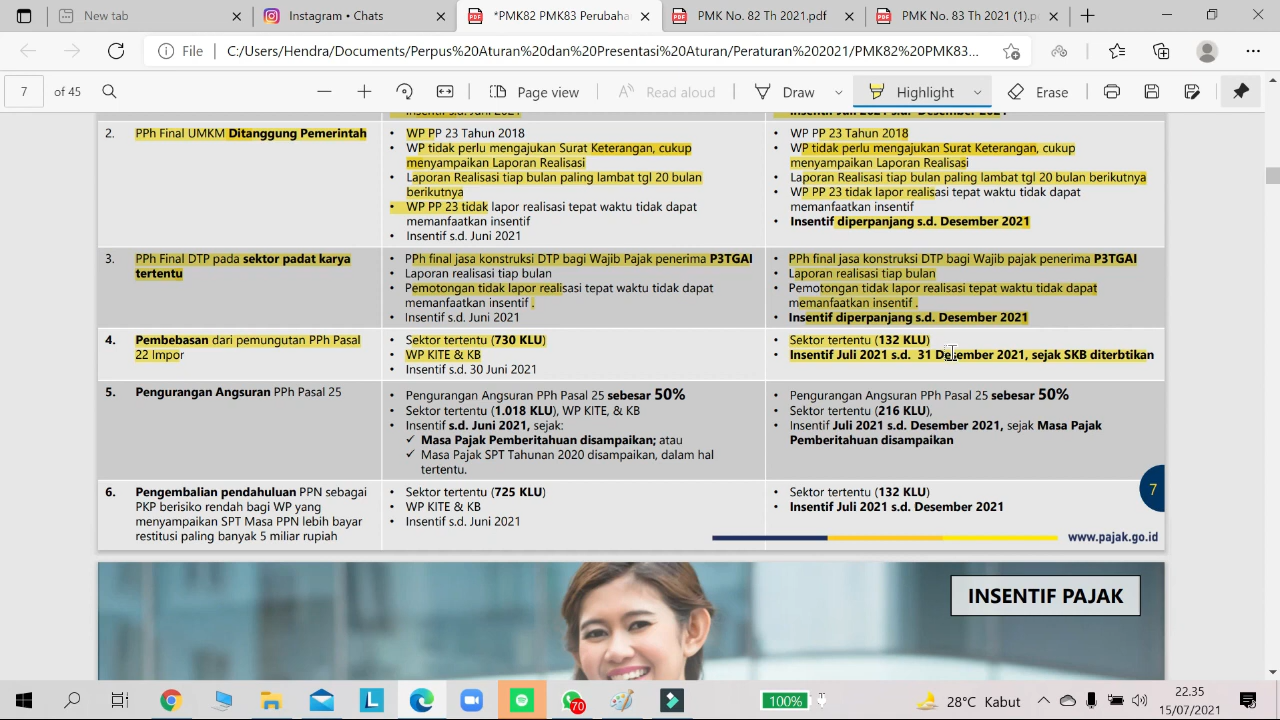 New tab
Instagram • Chats
*PMK82 PMK83 Perubaha
PMK No. 82 Th 2021.pdf
PMK No. 83 Th 2021 (1).pc
File
C:/Users/Hendra/Documents/Perpus%20Aturan%20dan%20Presentasi%20Aturan/Peraturan%202021/PMK82%20PMK83...
7
of 45
Page view
Read aloud
Draw
Highlight
Erase
2.
PPh Final UMKM Ditanggung Pemerintah
• WP PP 23 Tahun 2018
• WP tidak perlu mengajukan Surat Keterangan, cukup
menyampaikan Laporan Realisasi
• Laporan Realisasi tiap bulan paling lambat tgl 20 bulan
berikutnya
• WP PP 23 tidak lapor realisasi tepat waktu tidak dapat
memanfaatkan insentif
• Insentif s.d. Juni 2021
• WP PP 23 Tahun 2018
• WP tidak perlu mengajukan Surat Keterangan, cukup
menyampaikan Laporan Realisasi
• Laporan Realisasi tiap bulan paling lambat tgl 20 bulan berikutnya
• WP PP 23 tidak lapor realisasi tepat waktu tidak dapat
memanfaatkan insentif
• Insentif diperpanjang s.d. Desember 2021
3.
PPh Final DTP pada sektor padat karya
tertentu
• PPh final jasa konstruksi DTP bagi Wajib Pajak penerima P3TGAI
• Laporan realisasi tiap bulan
• Pemotongan tidak lapor realisasi tepat waktu tidak dapat
memanfaatkan insentif .
• Insentif s.d. Juni 2021
• PPh final jasa konstruksi DTP bagi Wajib pajak penerima P3TGAI
• Laporan realisasi tiap bulan
• Pemotongan tidak lapor realisasi tepat waktu tidak dapat
memanfaatkan insentif .
• Insentif diperpanjang s.d. Desember 2021
4.
Pembebasan dari pemungutan PPh Pasal
22 Impor
• Sektor tertentu (730 KLU)
• WP KITE & KB
• Insentif s.d. 30 Juni 2021
• Sektor tertentu (132 KLU)
• Insentif Juli 2021 s.d. 31 Desember 2021, sejak SKB diterbtikan
5.
Pengurangan Angsuran PPh Pasal 25
• Pengurangan Angsuran PPh Pasal 25 sebesar 50%
• Sektor tertentu (1.018 KLU), WP KITE, & KB
• Insentif s.d. Juni 2021, sejak:
✓ Masa Pajak Pemberitahuan disampaikan; atau
✓ Masa Pajak SPT Tahunan 2020 disampaikan, dalam hal
tertentu.
• Pengurangan Angsuran PPh Pasal 25 sebesar 50%
• Sektor tertentu (216 KLU),
• Insentif Juli 2021 s.d. Desember 2021, sejak Masa Pajak
Pemberitahuan disampaikan
6.
Pengembalian pendahuluan PPN sebagai
PKP berisiko rendah bagi WP yang
menyampaikan SPT Masa PPN lebih bayar
restitusi paling banyak 5 miliar rupiah
• Sektor tertentu (725 KLU)
• WP KITE & KB
• Insentif s.d. Juni 2021
• Sektor tertentu (132 KLU)
• Insentif Juli 2021 s.d. Desember 2021
7
www.pajak.go.id
INSENTIF PAJAK
70
100%
28°C Kabut
22.35
15/07/2021